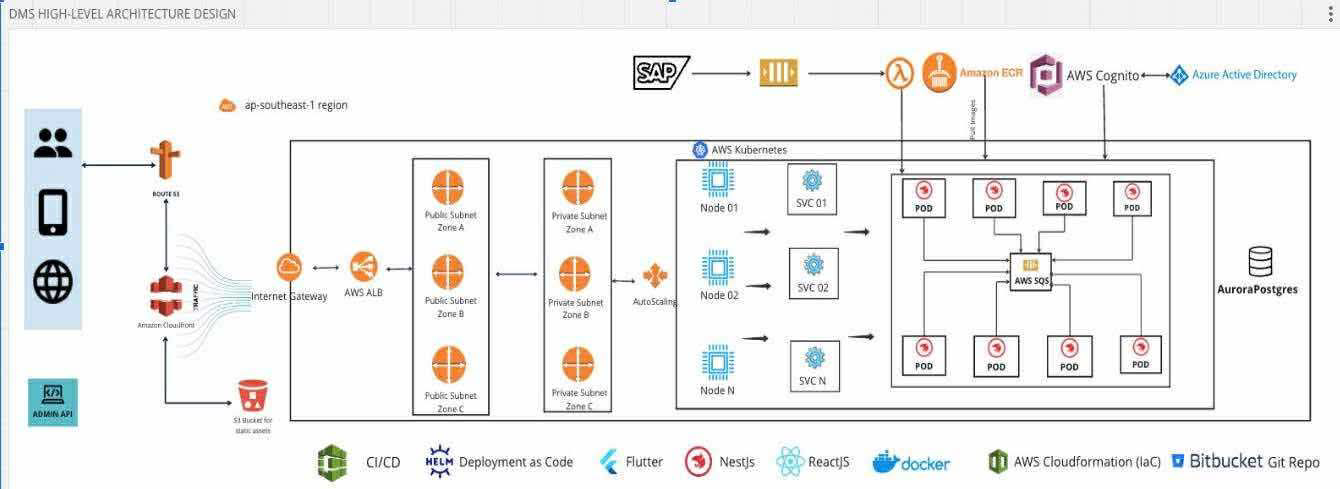 DMS HIGH-LEVEL ARCHITECTURE DESIGN
SAP
Amazon ECR
AWS Cognito
Azure Active Directory
ap-southeast-1 region
Pull Images
AWS Kubernetes
ROUTE 53
Public Subnet
Zone A
Private Subnet
Zone A
Node 01
SVC 01
POD
POD
POD
POD
TRAFFIC
Internet Gateway
AWS ALB
Public Subnet
Zone B
Private Subnet
Zone B
AutoScaling
Node 02
SVC 02
AWS SQS
AuroraPostgres
Amazon Cloudfront
Public Subnet
Zone C
Private Subnet
Zone C
Node N
SVC N
POD
POD
POD
POD
ADMIN API
S3 Bucket for
static assets
CI/CD
HELM
Deployment as Code
Flutter
NestJs
ReactJS
docker
AWS Cloudformation (IaC)
Bitbucket Git Repo